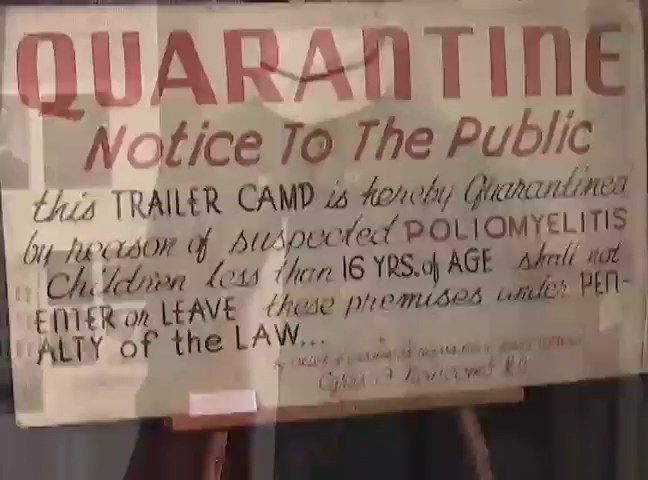 QUARANTINE
Notice To The Public
this TRAILER CAMP is hereby Quarantined
by reason of suspected POLIOMYELITIS
Children less than 16 YRS. of AGE shall not
ENTER or LEAVE these premises under PEN-
ALTY of the LAW...